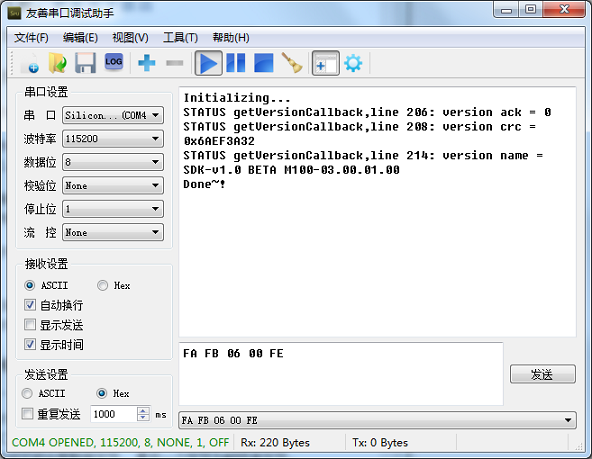 友善串口调试助手
文件(F) 编辑(E) 视图(V) 工具(T) 帮助(H)
LOG
串口设置
串 口 Silicon...(COM4
波特率 115200
数据位 8
校验位 None
停止位 1
流 控 None
接收设置
ASCII Hex
自动换行
显示发送
显示时间
发送设置
ASCII Hex
重复发送 1000 ms
Initializing...
STATUS getVersionCallback,line 206: version ack = 0
STATUS getVersionCallback,line 208: version crc =
0x6AEF3A32
STATUS getVersionCallback,line 214: version name =
SDK-v1.0 BETA M100-03.00.01.00
Done~!
FA FB 06 00 FE
发送
FA FB 06 00 FE
COM4 OPENED, 115200, 8, NONE, 1, OFF Rx: 220 Bytes Tx: 0 Bytes